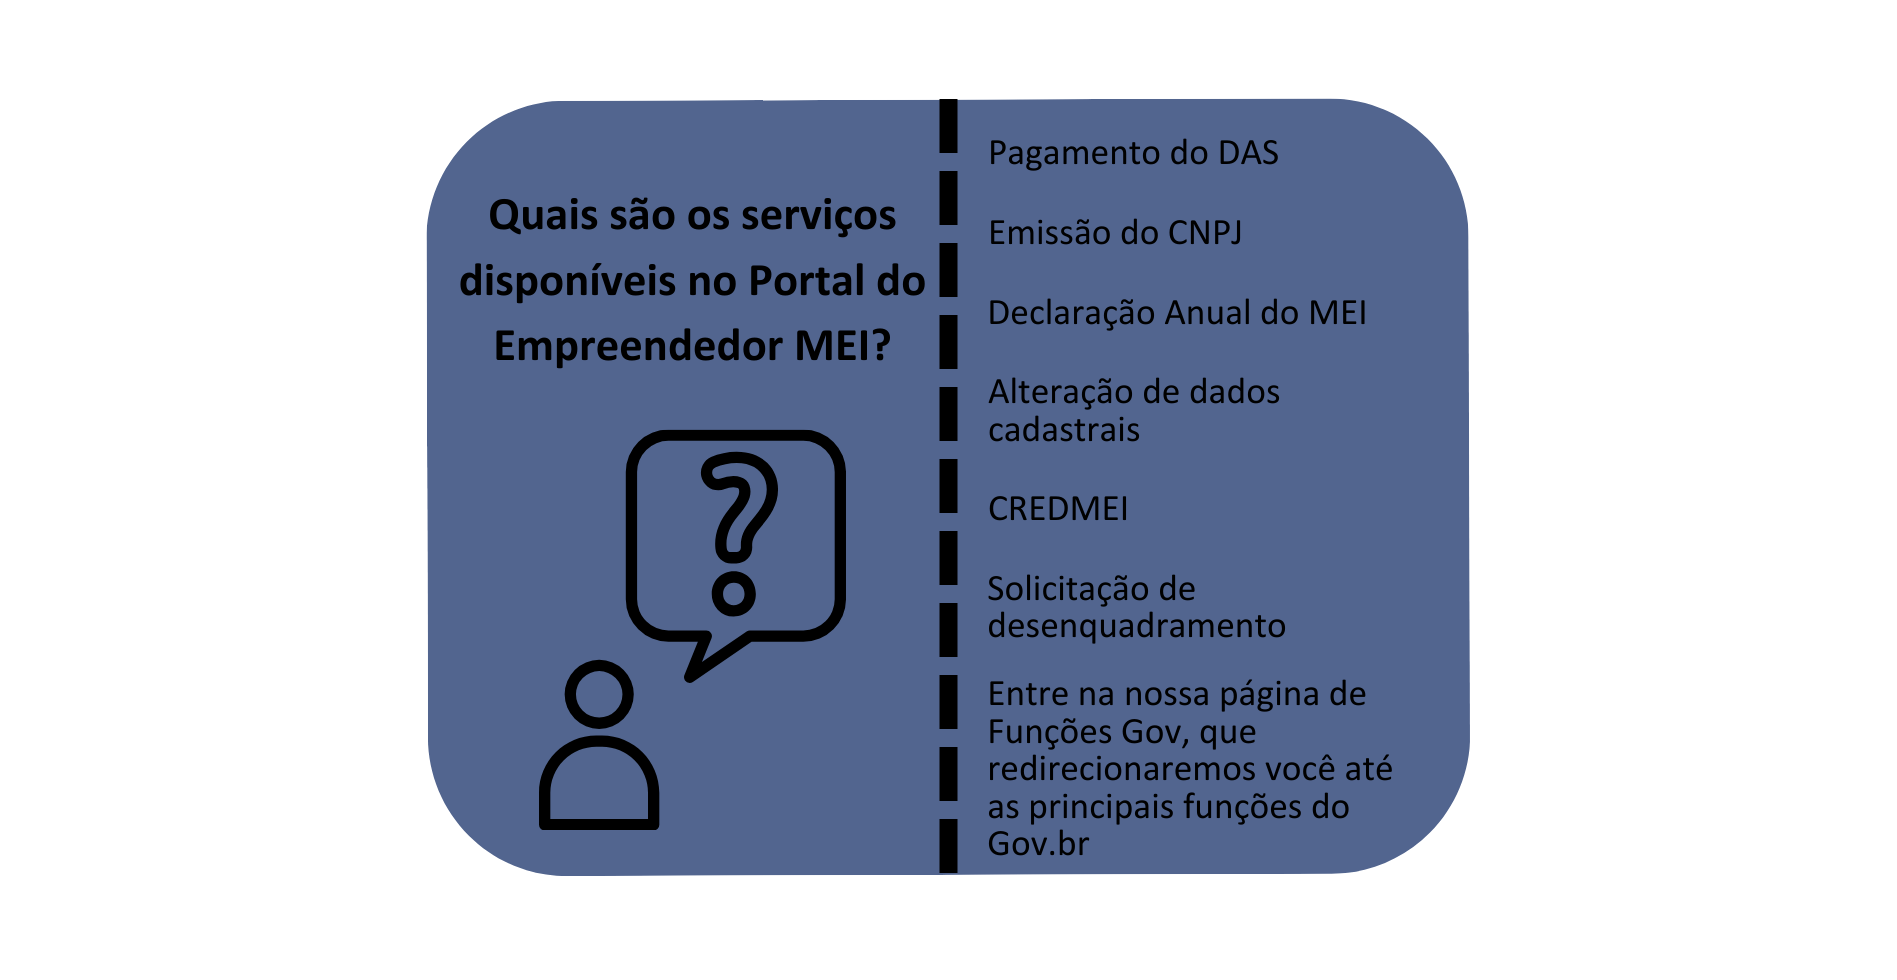 Quais são os serviços
disponíveis no Portal do
Empreendedor MEI?
Pagamento do DAS
Emissão do CNPJ
Declaração Anual do MEI
Alteração de dados
cadastrais
CREDMEI
Solicitação de
desenquadramento
Entre na nossa página de
Funções Gov, que
redirecionaremos você até
as principais funções do
Gov.br